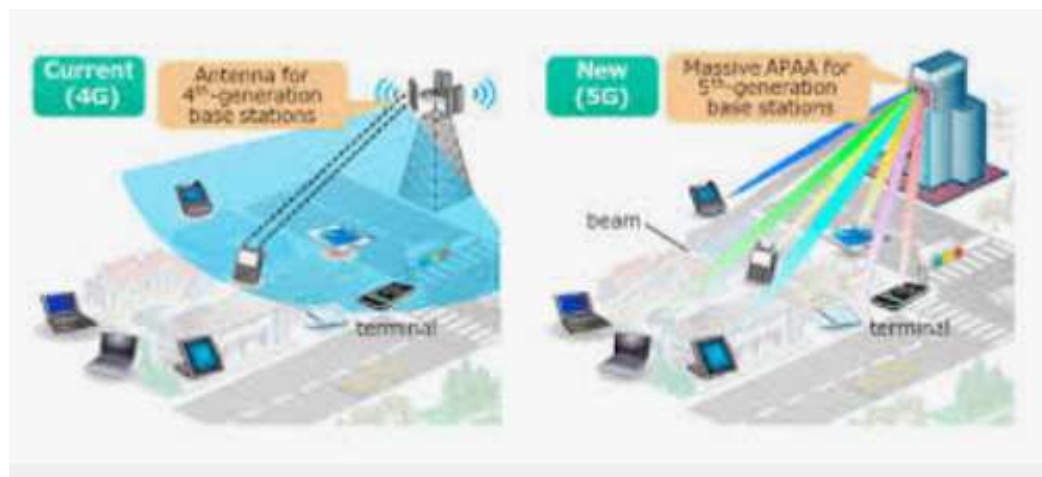 Current
(4G)
Antenna for
4th-generation
base stations
terminal
New
(5G)
Massive APAA for
5th-generation
base stations
beam
terminal